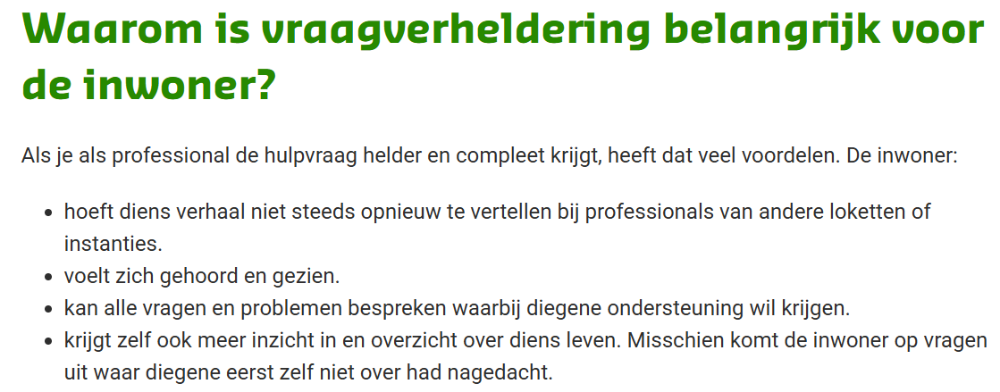 Waarom is vraagverheldering belangrijk voor
de inwoner?
Als je als professional de hulpvraag helder en compleet krijgt, heeft dat veel voordelen. De inwoner:
• hoeft diens verhaal niet steeds opnieuw te vertellen bij professionals van andere loketten of
instanties.
• voelt zich gehoord en gezien.
• kan alle vragen en problemen bespreken waarbij diegene ondersteuning wil krijgen.
• krijgt zelf ook meer inzicht in en overzicht over diens leven. Misschien komt de inwoner op vragen
uit waar diegene eerst zelf niet over had nagedacht.